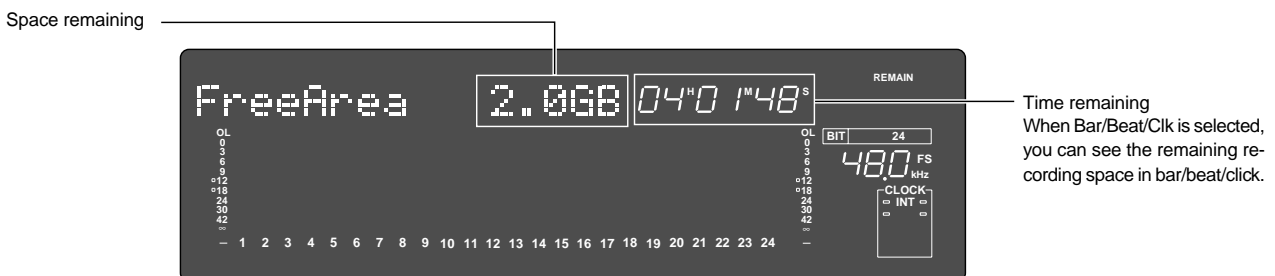 Space remaining
REMAIN
FreeArea 2.0GB 04H01M48S
Time remaining
When Bar/Beat/Clk is selected,
you can see the remaining re-
cording space in bar/beat/click.
OL
0
3
6
9
12
18
24
30
42
∞
–
OL
0
3
6
9
12
18
24
30
42
∞
–
BIT 24
48.0 FS
kHz
CLOCK
INT
1 2 3 4 5 6 7 8 9 10 11 12 13 14 15 16 17 18 19 20 21 22 23 24